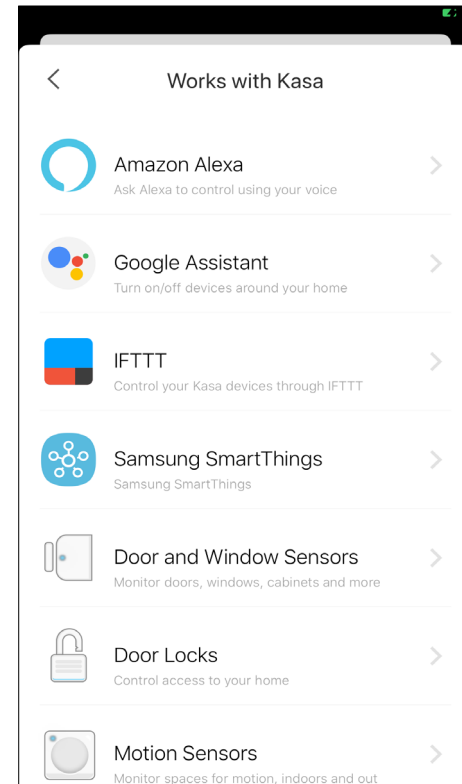 Works with Kasa
Amazon Alexa
Ask Alexa to control using your voice
Google Assistant
Turn on/off devices around your home
IFTTT
Control your Kasa devices through IFTTT
Samsung SmartThings
Samsung SmartThings
Door and Window Sensors
Monitor doors, windows, cabinets and more
Door Locks
Control access to your home
Motion Sensors
Monitor spaces for motion, indoors and out